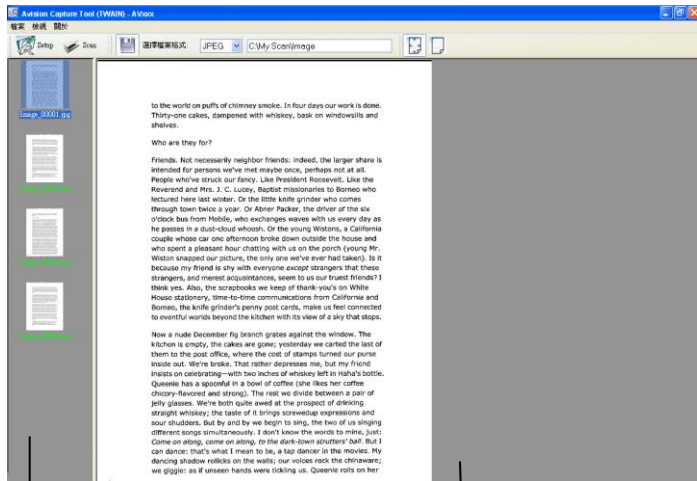 Avision Capture Tool (TWAIN) - AVxxx
檔案 檢視 關於
Setup Scan 選擇檔案格式: JPEG C:\My Scan\Image
Image_00001.jpg
to the world on puffs of chimney smoke. In four days our work is done.
Thirty-one cakes, dampened with whiskey, bask on windowsills and
shelves.
Who are they for?
Friends. Not necessarily neighbor friends: indeed, the larger share is
intended for persons we've met maybe once, perhaps not at all.
People who've struck our fancy. Like President Roosevelt. Like the
Reverend and Mrs. J. C. Lucey, Baptist missionaries to Borneo who
lectured here last winter. Or the little knife grinder who comes
through town twice a year. Or Abner Packer, the driver of the six
o'clock bus from Mobile, who exchanges waves with us every day as
he passes in a dust-cloud whoosh. Or the young Wistons, a California
couple whose car one afternoon broke down outside the house and
who spent a pleasant hour chatting with us on the porch (young Mr.
Wiston snapped our picture, the only one we've ever had taken). Is it
because my friend is shy with everyone except strangers that these
strangers, and merest acquaintances, seem to us our truest friends? I
think yes. Also, the scrapbooks we keep of thank-you's on White
House stationery, time-to-time communications from California and
Borneo, the knife grinder's penny post cards, make us feel connected
to eventful worlds beyond the kitchen with its view of a sky that stops.
Now a nude December fig branch grates against the window. The
kitchen is empty, the cakes are gone; yesterday we carted the last of
them to the post office, where the cost of stamps turned our purse
inside out. We're broke. That rather depresses me, but my friend
insists on celebrating—with two inches of whiskey left in Haha's bottle.
Queenie has a spoonful in a bowl of coffee (she likes her coffee
chicory-flavored and strong). The rest we divide between a pair of
jelly glasses. We're both quite awed at the prospect of drinking
straight whiskey; the taste of it brings screwedup expressions and
sour shudders. But by and by we begin to sing, the two of us singing
different songs simultaneously. I don't know the words to mine, just:
Come on along, come on along, to the dark-town strutters' ball. But I
can dance: that's what I mean to be, a tap dancer in the movies. My
dancing shadow rollicks on the walls; our voices rock the chinaware;
we giggle: as if unseen hands were tickling us. Queenie rolls on her